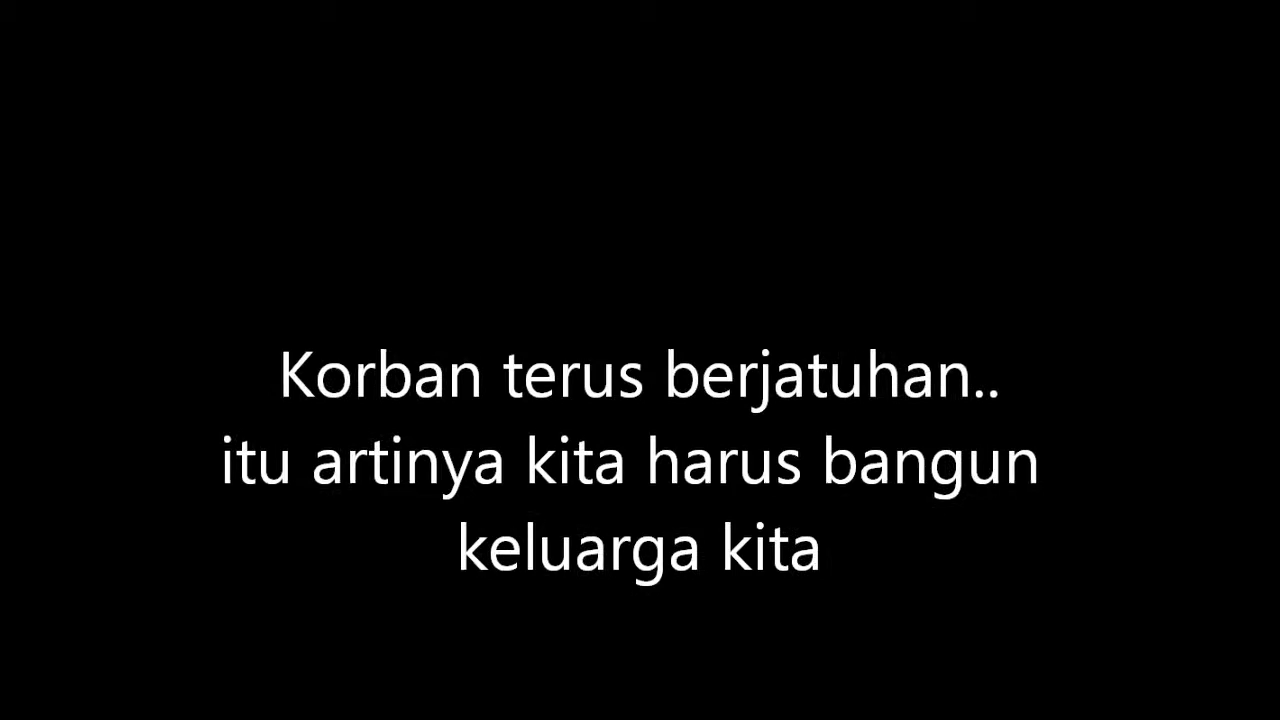 Korban terus berjatuhan..
itu artinya kita harus bangun
keluarga kita